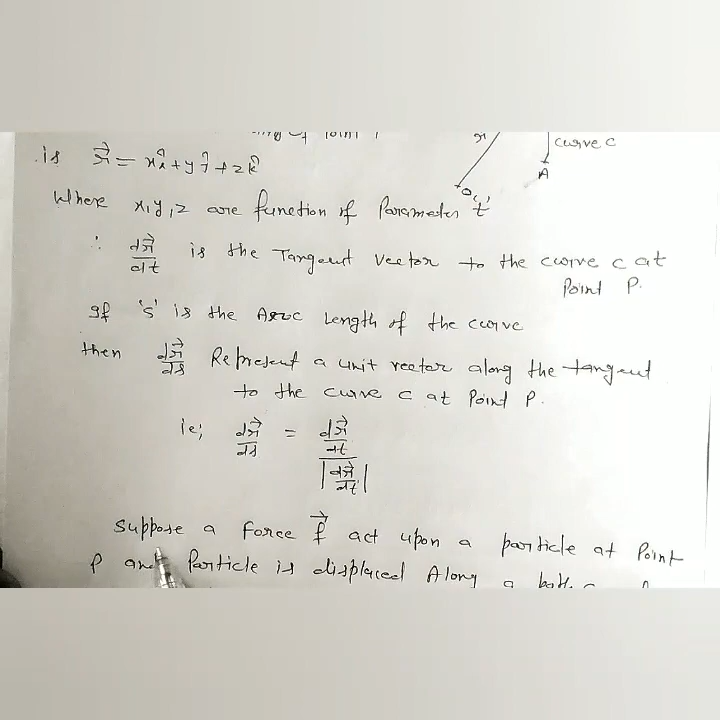 curve C
A
is r⃗ = xî + yĵ + zk̂
Where x, y, z are function of Parameter 't'
∴ dr⃗/dt is the Tangent Vector to the curve c at
Point P.
If 's' is the Arc Length of the curve
then dr⃗/ds Represent a unit vector along the tangent
to the curve c at Point P.
ie; dr⃗/ds = (dr⃗/dt) / |dr⃗/dt|
Suppose a force f⃗ act upon a particle at Point
P and Particle is displaced Along a